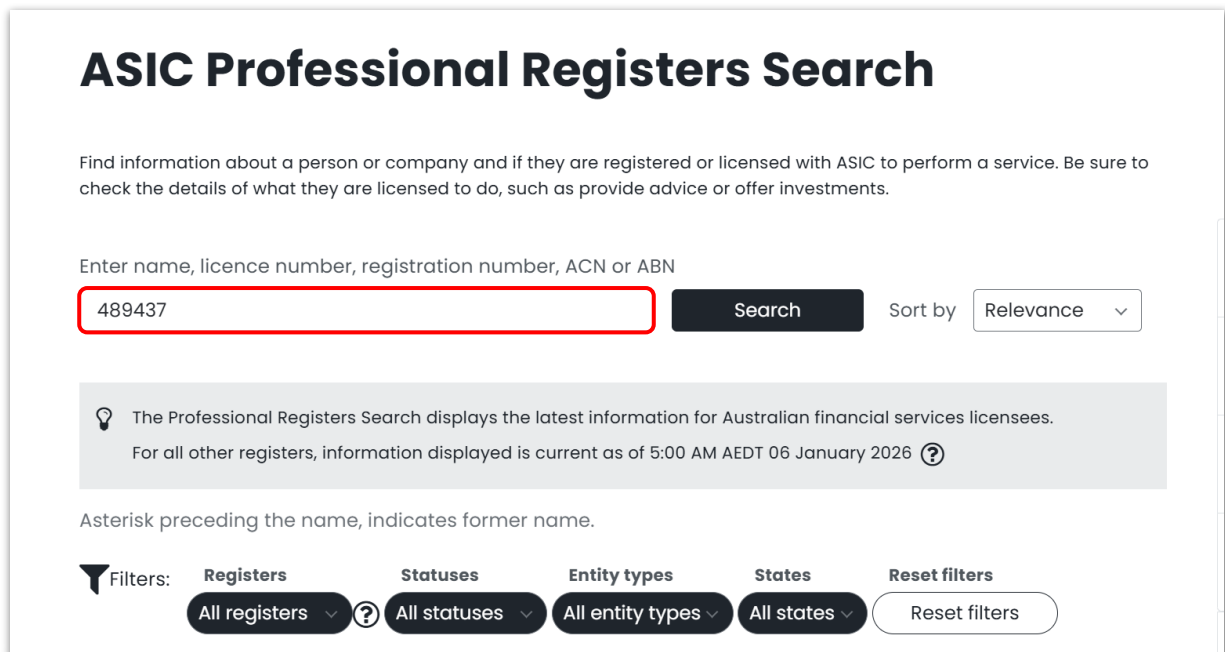 ASIC Professional Registers Search
Find information about a person or company and if they are registered or licensed with ASIC to perform a service. Be sure to
check the details of what they are licensed to do, such as provide advice or offer investments.
Enter name, licence number, registration number, ACN or ABN
489437 Search Sort by Relevance
The Professional Registers Search displays the latest information for Australian financial services licensees.
For all other registers, information displayed is current as of 5:00 AM AEDT 06 January 2026 ?
Asterisk preceding the name, indicates former name.
Filters: Registers Statuses Entity types States Reset filters
All registers ? All statuses All entity types All states Reset filters